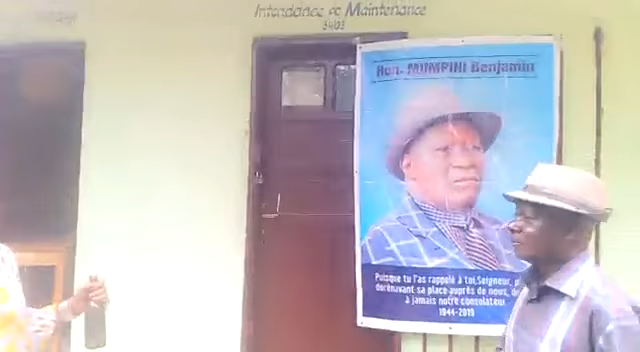 Intendance & Maintenance
Hon. MUMPINI Benjamin
Puisque tu l'as rappelé à toi, Seigneur,
dorénavant sa place auprès de nous,
à jamais notre consolateur
1944-2019